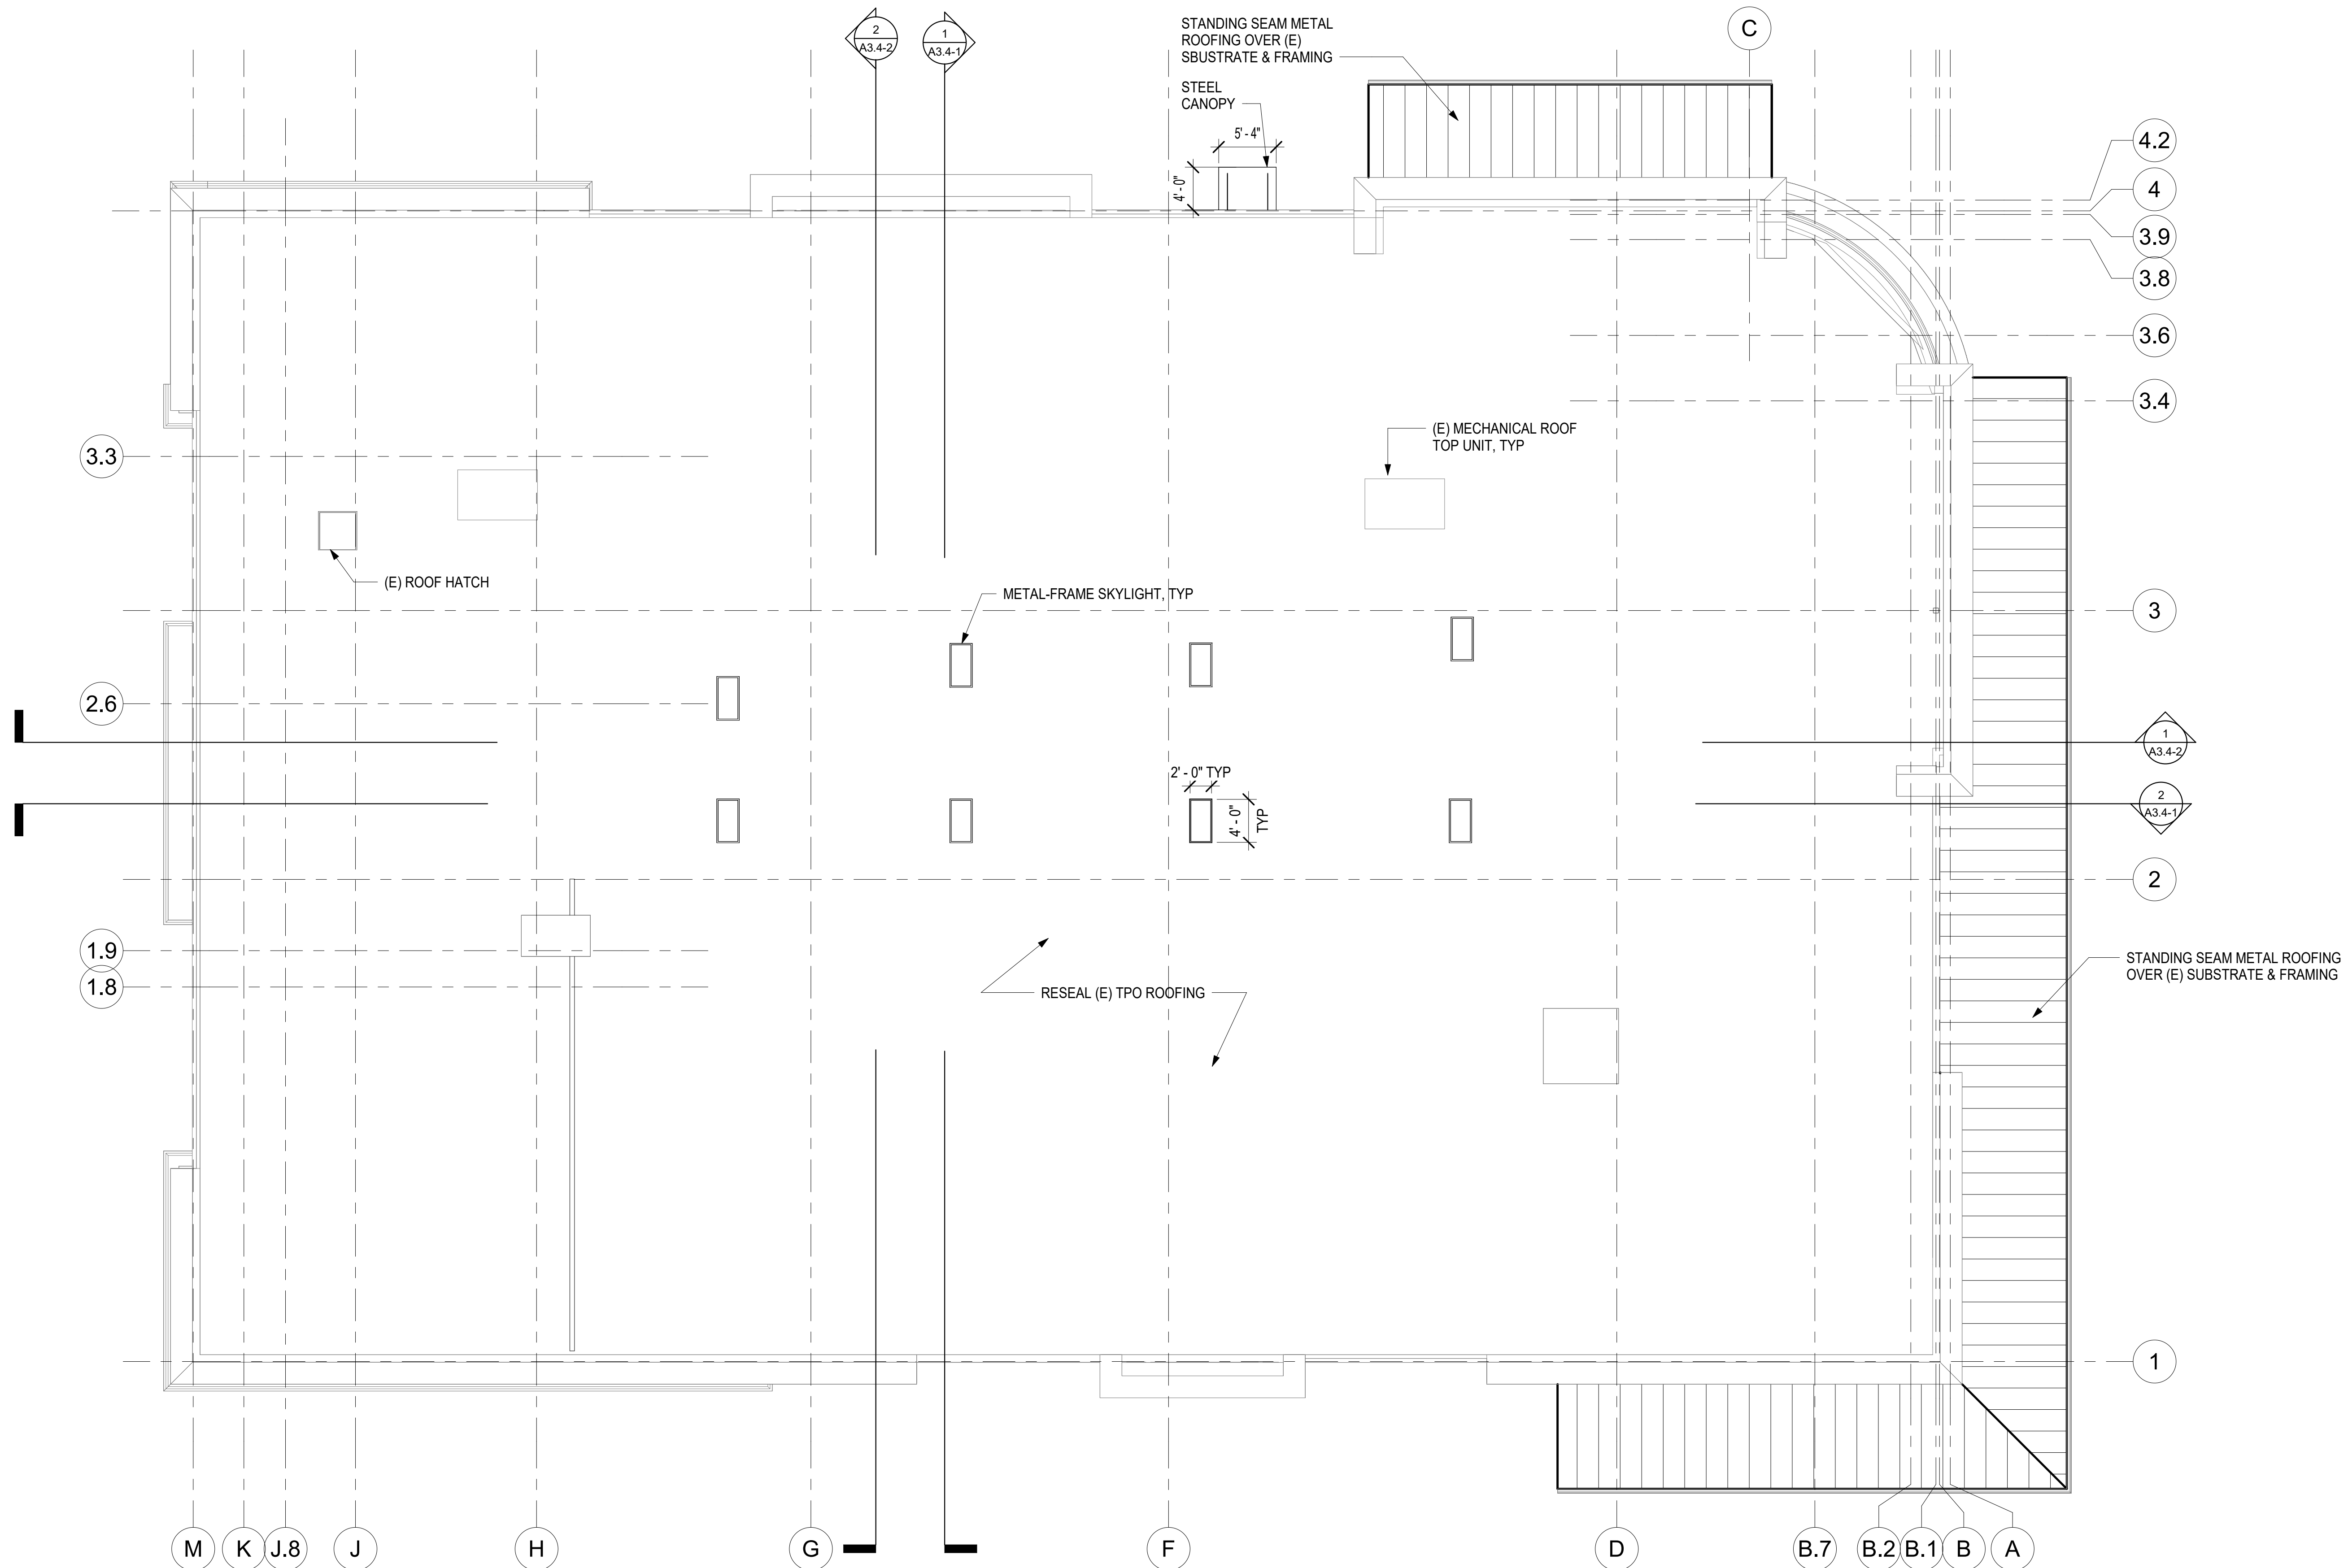 2
A3.4-2
1
A3.4-1
STANDING SEAM METAL
ROOFING OVER (E)
SBUSTRATE & FRAMING
STEEL
CANOPY
5' - 4"
4' - 0"
C
4.2
4
3.9
3.8
3.6
3.4
3.3
(E) MECHANICAL ROOF
TOP UNIT, TYP
(E) ROOF HATCH
METAL-FRAME SKYLIGHT, TYP
3
2.6
1
A3.4-2
2' - 0" TYP
4' - 0"
TYP
2
A3.4-1
2
1.9
1.8
RESEAL (E) TPO ROOFING
STANDING SEAM METAL ROOFING
OVER (E) SUBSTRATE & FRAMING
1
M
K
J.8
J
H
G
F
D
B.7
B.2
B.1
B
A